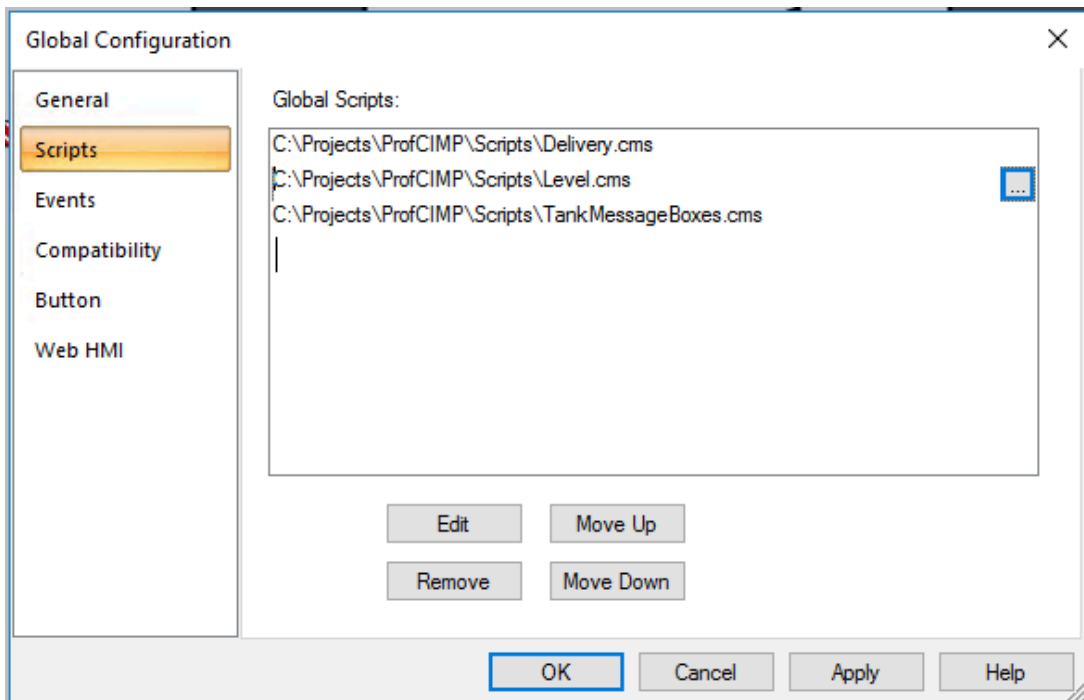 Global Configuration
General
Scripts
Events
Compatibility
Button
Web HMI
Global Scripts:
C:\Projects\ProfCIMP\Scripts\Delivery.cms
C:\Projects\ProfCIMP\Scripts\Level.cms
...
C:\Projects\ProfCIMP\Scripts\TankMessageBoxes.cms
Edit
Move Up
Remove
Move Down
OK
Cancel
Apply
Help